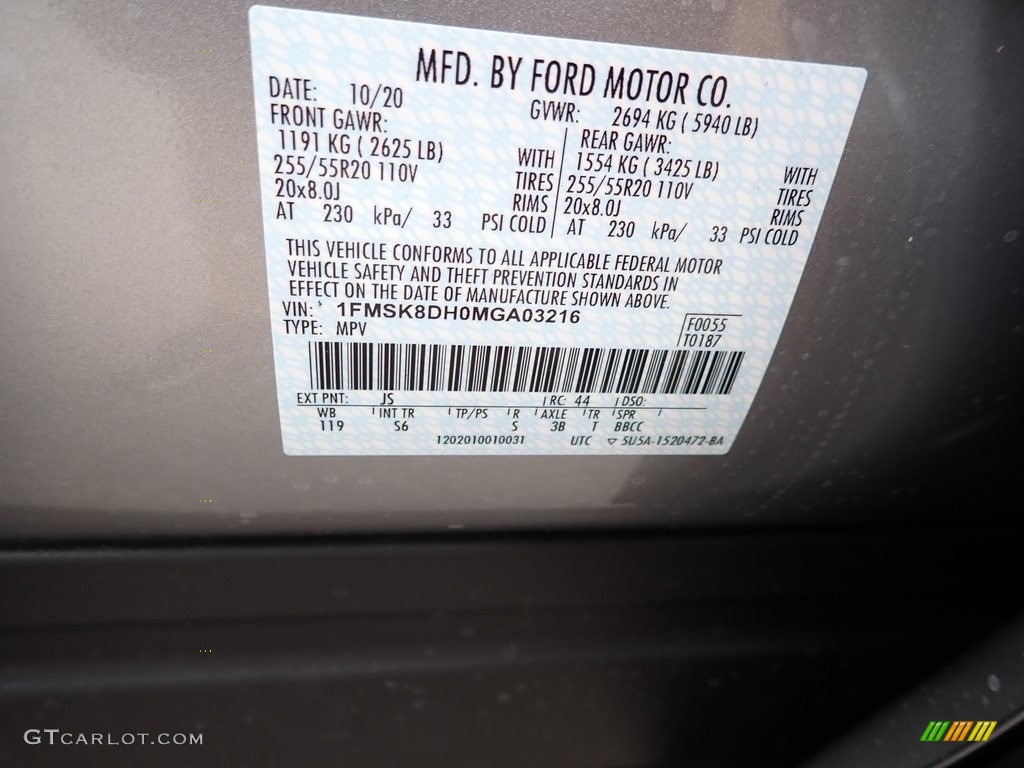 MFD. BY FORD MOTOR CO.
DATE: 10/20 GVWR: 2694 KG ( 5940 LB)
FRONT GAWR: REAR GAWR:
1191 KG ( 2625 LB) WITH 1554 KG ( 3425 LB) WITH
255/55R20 110V TIRES 255/55R20 110V TIRES
20x8.0J RIMS 20x8.0J RIMS
AT 230 kPa/ 33 PSI COLD AT 230 kPa/ 33 PSI COLD
THIS VEHICLE CONFORMS TO ALL APPLICABLE FEDERAL MOTOR
VEHICLE SAFETY AND THEFT PREVENTION STANDARDS IN
EFFECT ON THE DATE OF MANUFACTURE SHOWN ABOVE.
VIN: 1FMSK8DH0MGA03216
TYPE: MPV
F0055
T0187
EXT PNT: JS RC: 44 DSO:
WB INT TR TP/PS R AXLE TR SPR
119 S6 S 3B T BBCC
1202010010031 UTC ▽ 5U5A-1520472-BA
GTCARLOT.COM